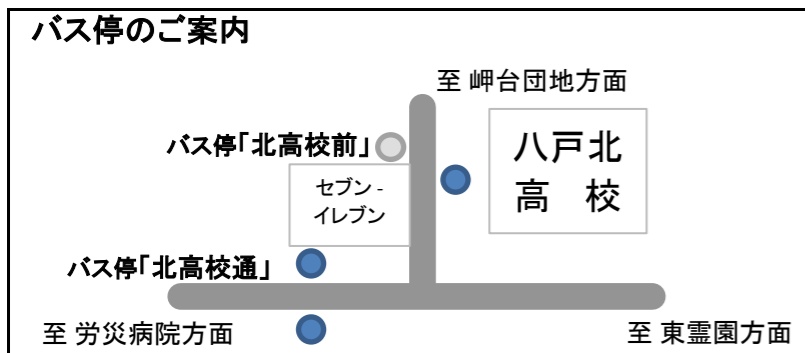 バス停のご案内
至 岬台団地方面
バス停「北高校前」
八戸北
高　校
セブン‐
イレブン
バス停「北高校通」
至 労災病院方面
至 東霊園方面